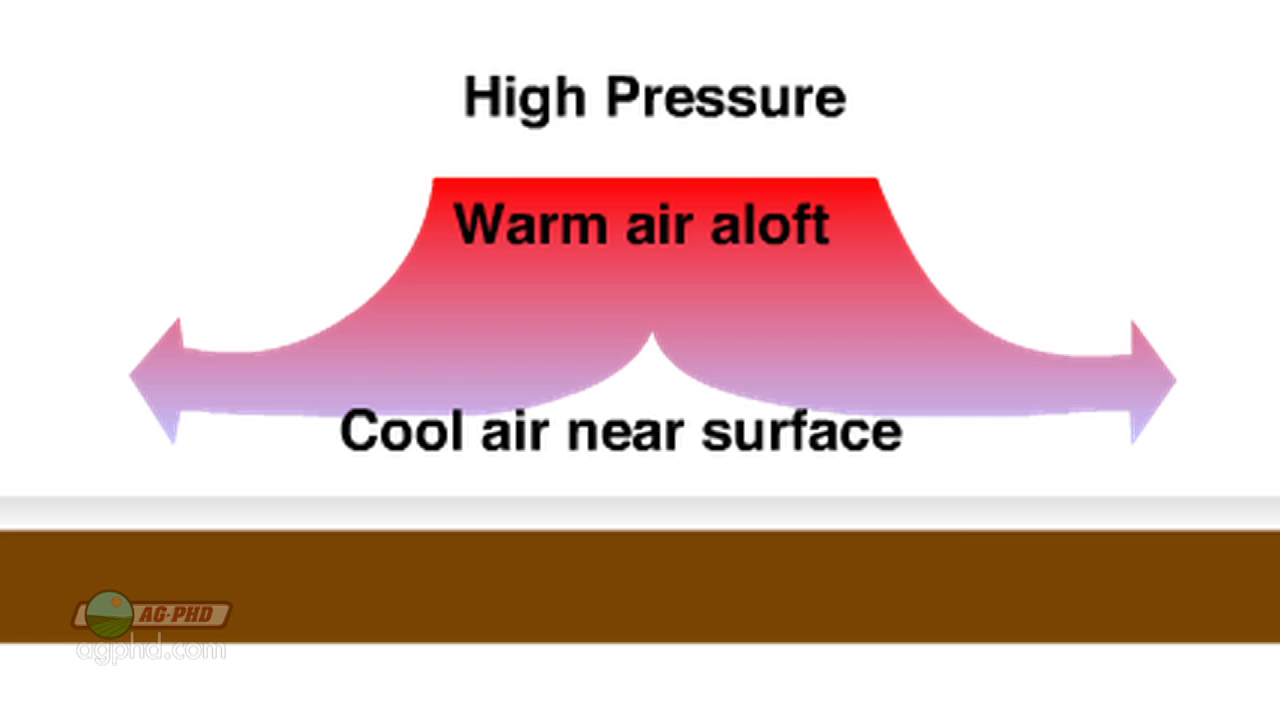 High Pressure
Warm air aloft
Cool air near surface
AG·PHD
agphd.com